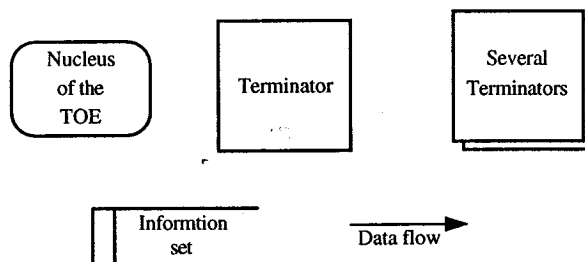 Nucleus
of the
TOE
Terminator
Several
Terminators
Informtion
set
Data flow